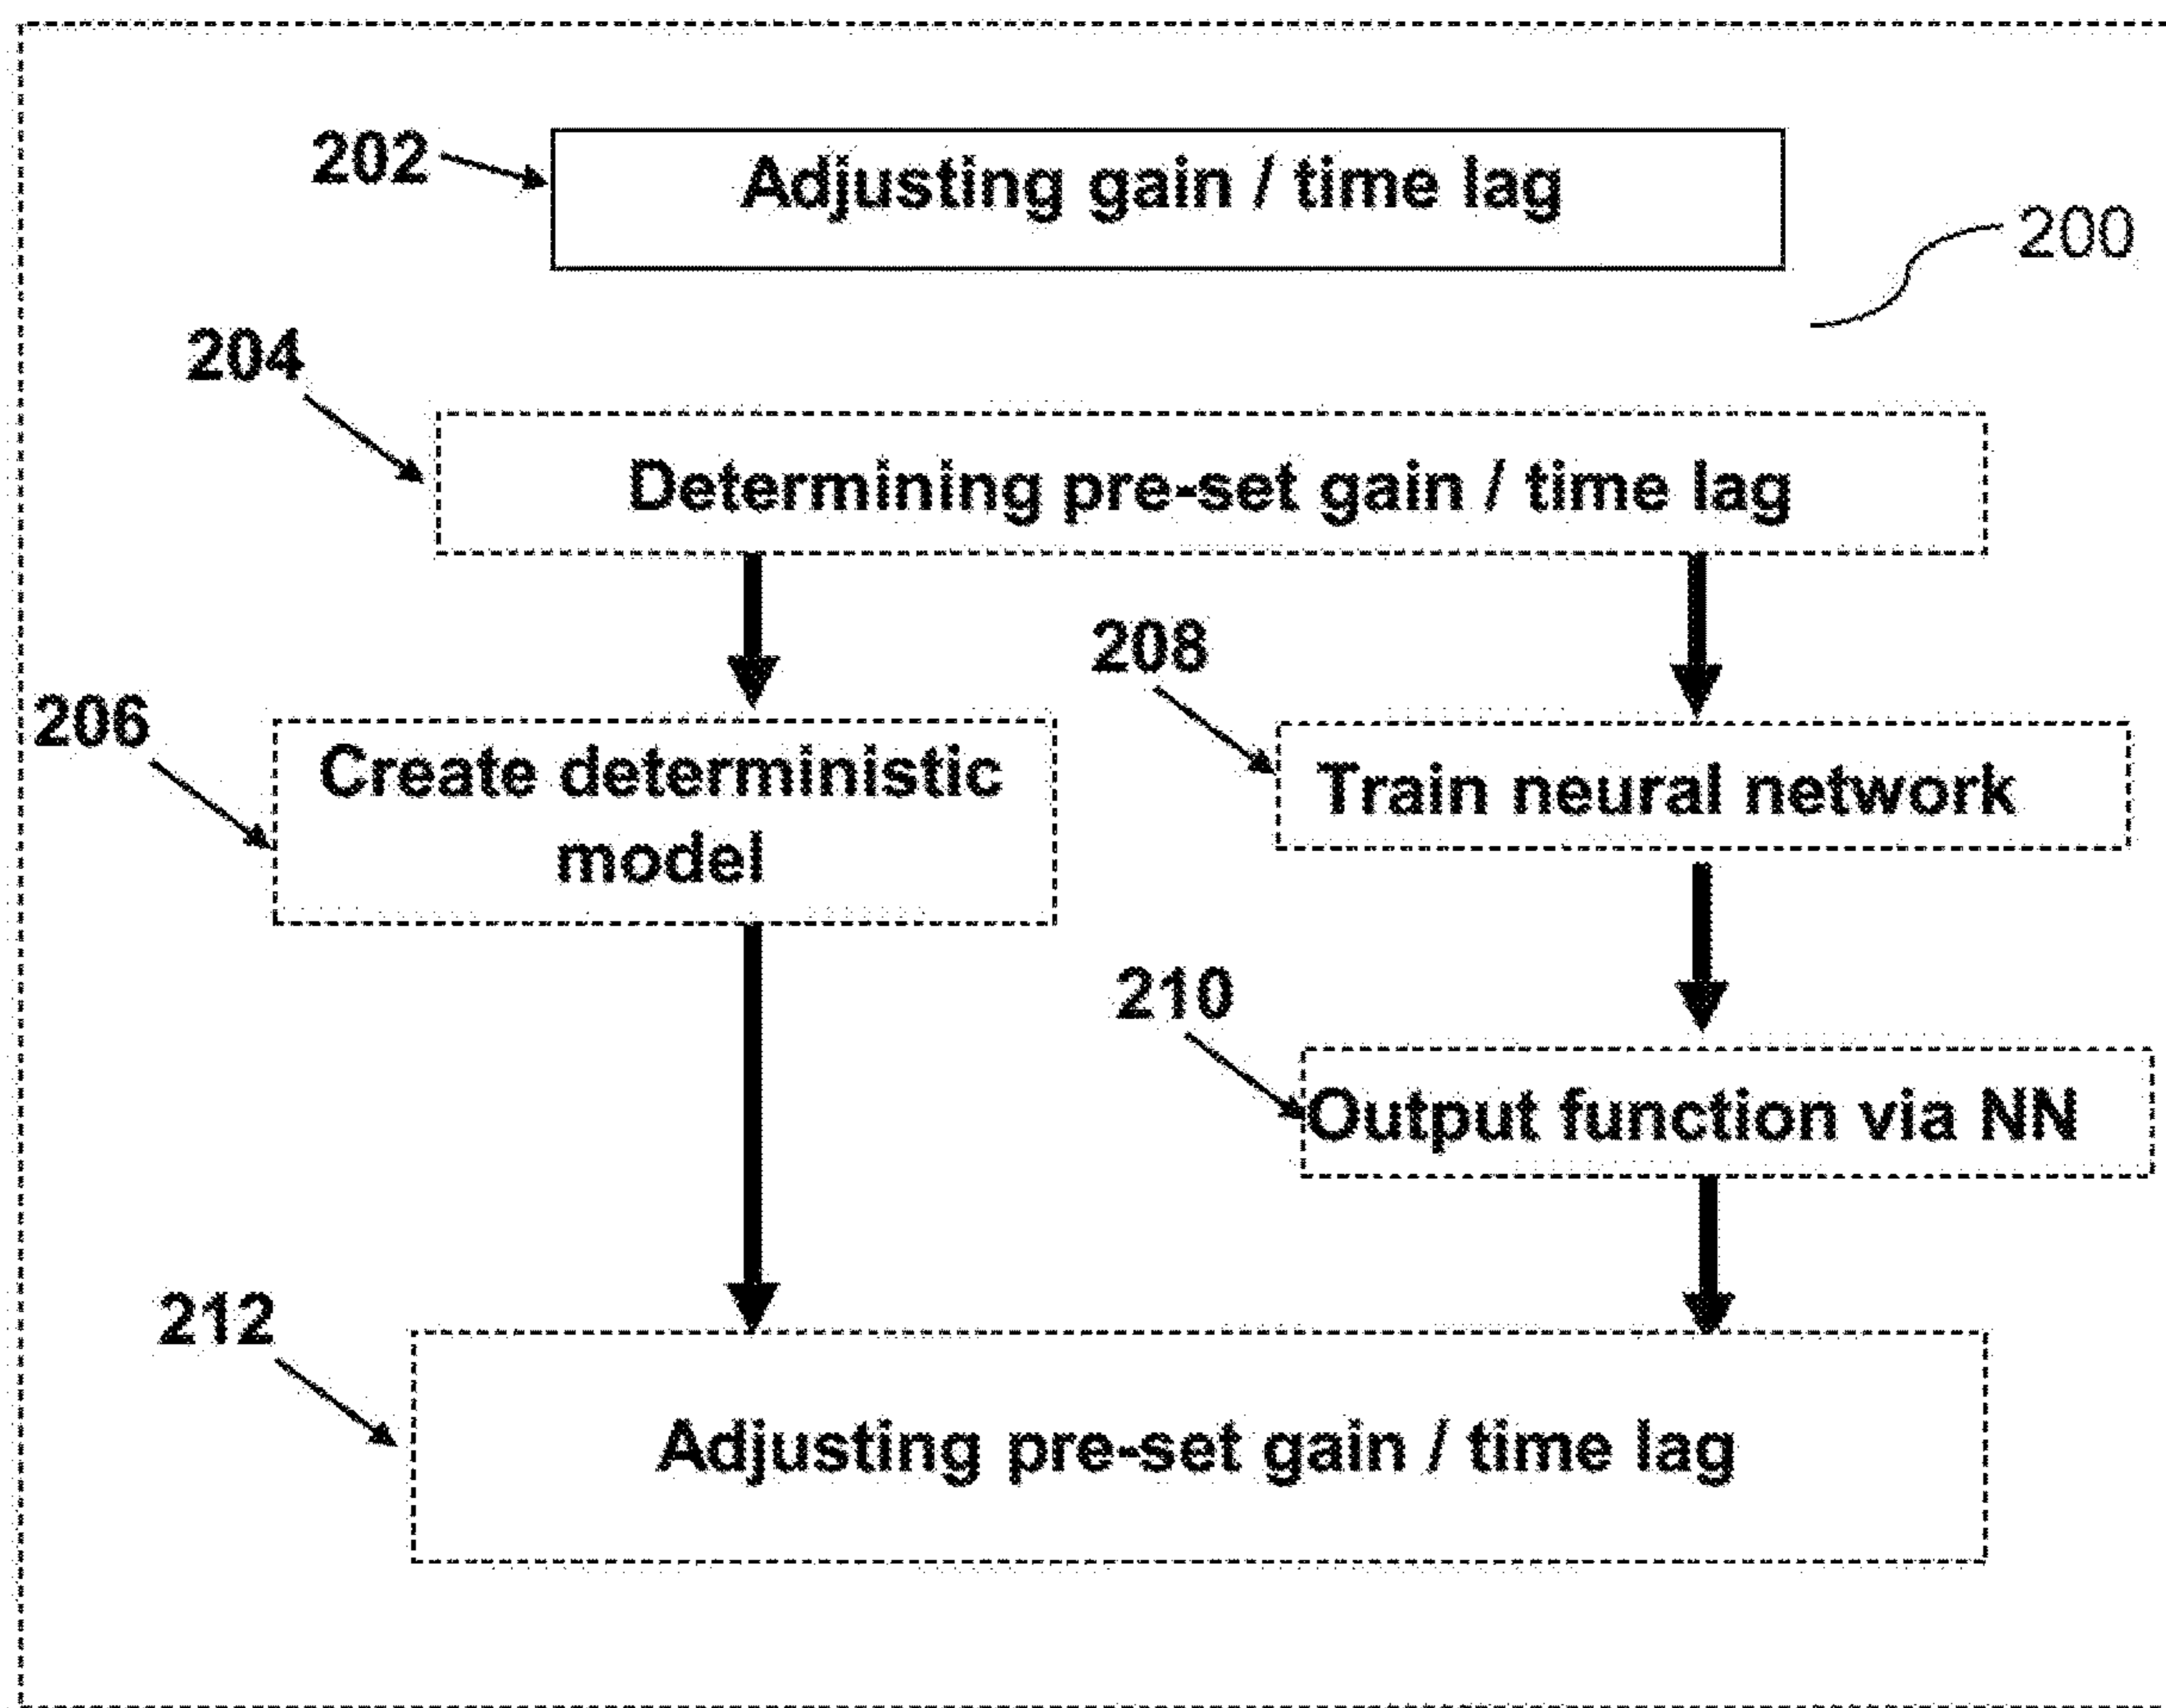 202
Adjusting gain / time lag
200
204
Determining pre-set gain / time lag
206
Create deterministic
model
208
Train neural network
210
Output function via NN
212
Adjusting pre-set gain / time lag